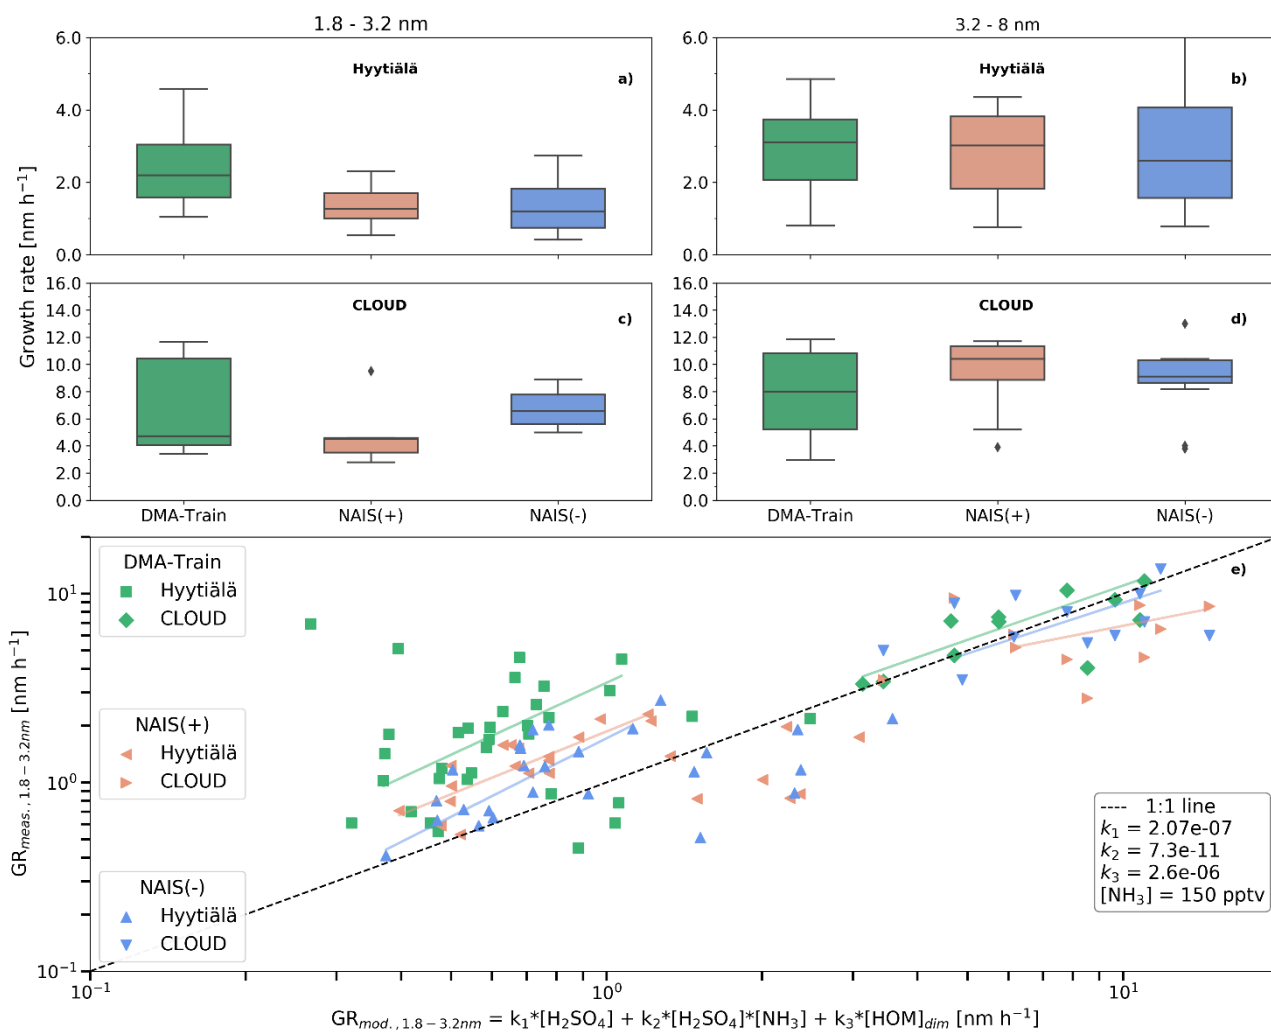 1.8 - 3.2 nm
3.2 - 8 nm
Growth rate [nm h⁻¹]
6.0
4.0
2.0
0.0
Hyytiälä
a)
6.0
4.0
2.0
0.0
Hyytiälä
b)
16.0
14.0
12.0
10.0
8.0
6.0
4.0
2.0
0.0
CLOUD
c)
DMA-Train NAIS(+) NAIS(-)
16.0
14.0
12.0
10.0
8.0
6.0
4.0
2.0
0.0
CLOUD
d)
DMA-Train NAIS(+) NAIS(-)
e)
GR_{meas., 1.8−3.2nm} [nm h⁻¹]
10¹
10⁰
10⁻¹
DMA-Train
Hyytiälä
CLOUD
NAIS(+)
Hyytiälä
CLOUD
NAIS(-)
Hyytiälä
CLOUD
1:1 line
k₁ = 2.07e-07
k₂ = 7.3e-11
k₃ = 2.6e-06
[NH₃] = 150 pptv
10⁻¹ 10⁰ 10¹
GR_{mod., 1.8−3.2nm} = k₁*[H₂SO₄] + k₂*[H₂SO₄]*[NH₃] + k₃*[HOM]_{dim} [nm h⁻¹]